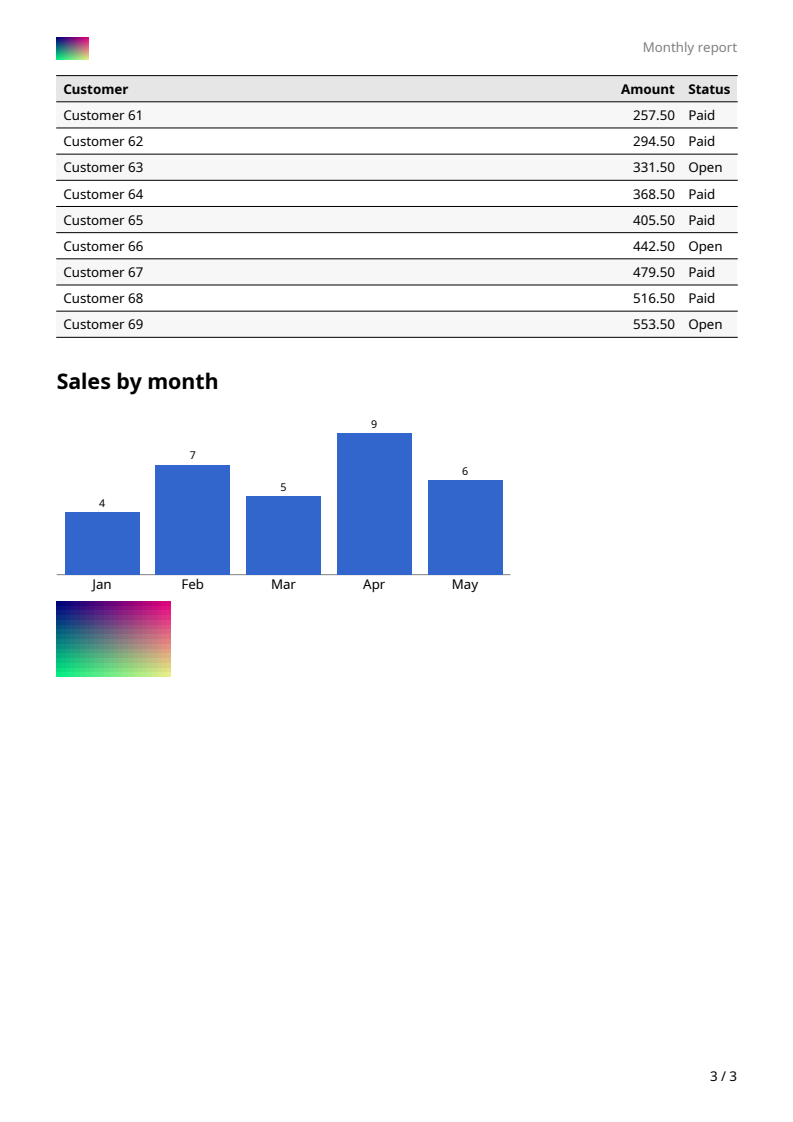 Monthly report
Customer Amount Status
Customer 61 257.50 Paid
Customer 62 294.50 Paid
Customer 63 331.50 Open
Customer 64 368.50 Paid
Customer 65 405.50 Paid
Customer 66 442.50 Open
Customer 67 479.50 Paid
Customer 68 516.50 Paid
Customer 69 553.50 Open
Sales by month
4 7 5 9 6
Jan Feb Mar Apr May
3 / 3